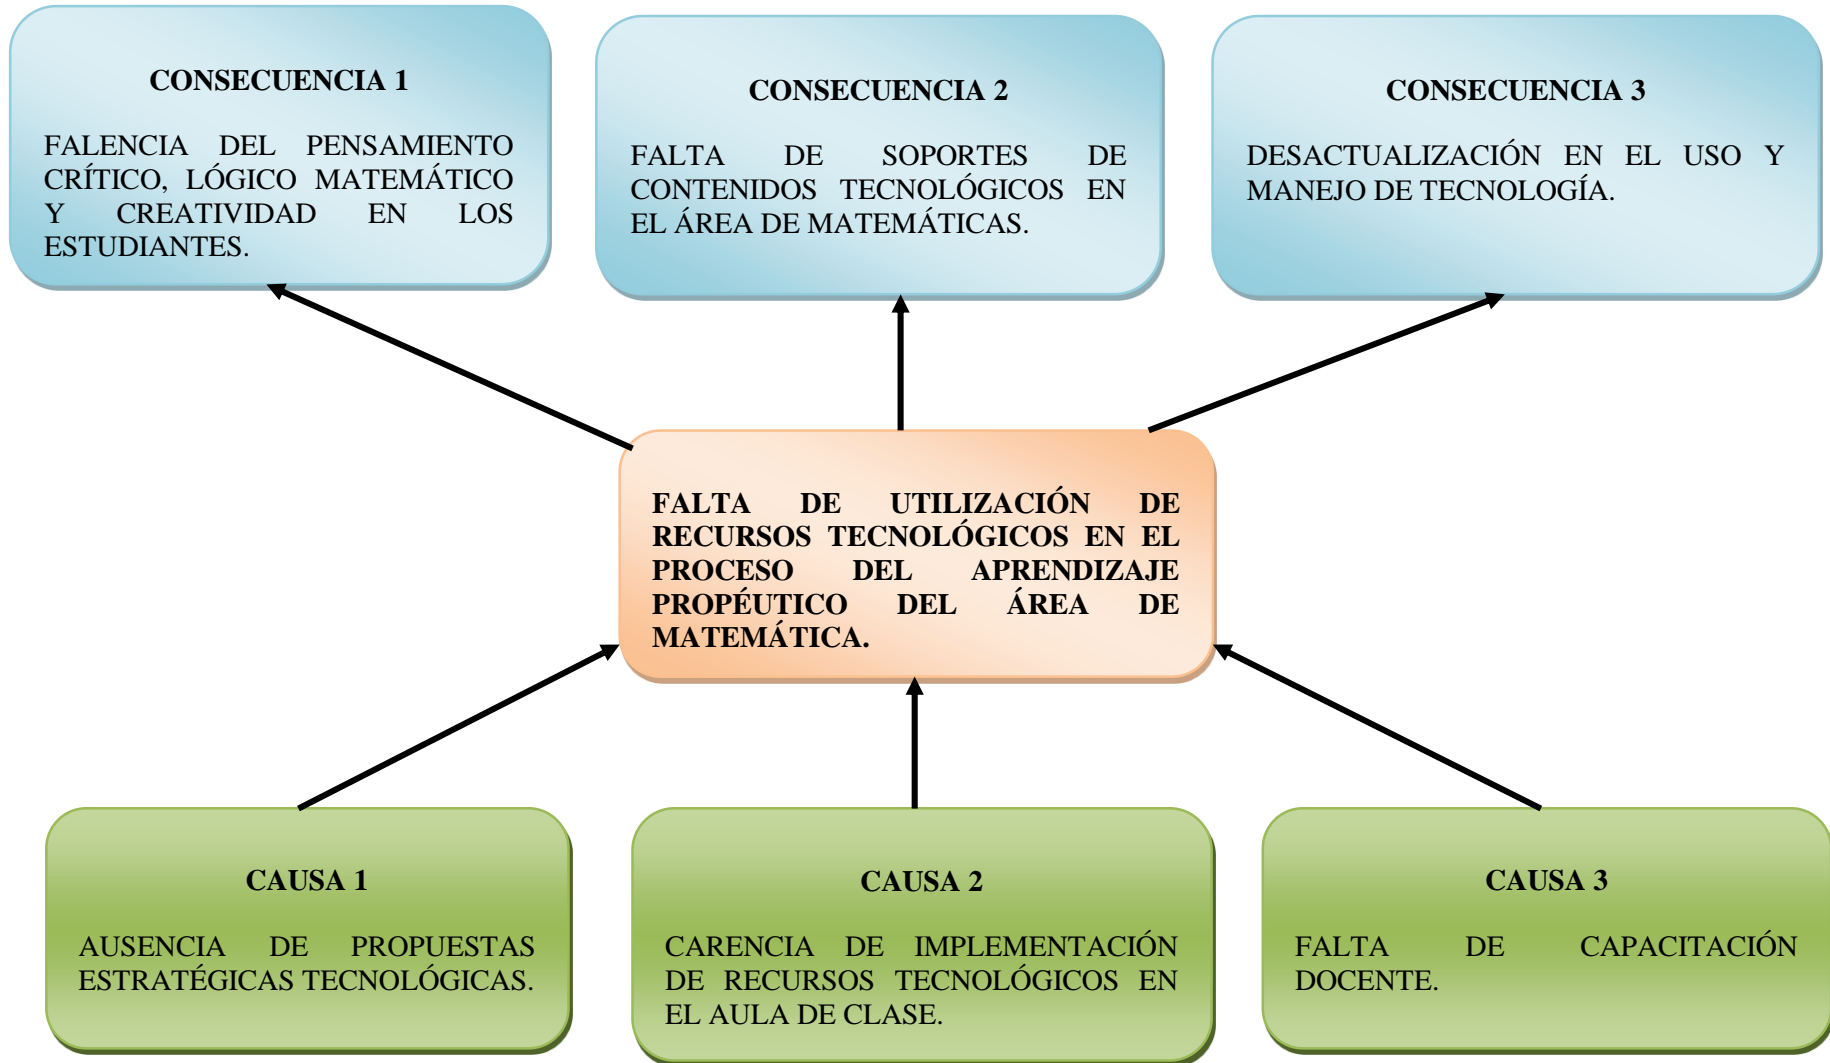 CONSECUENCIA 1
FALENCIA DEL PENSAMIENTO
CRÍTICO, LÓGICO MATEMÁTICO
Y CREATIVIDAD EN LOS
ESTUDIANTES.
CONSECUENCIA 2
FALTA DE SOPORTES DE
CONTENIDOS TECNOLÓGICOS EN
EL ÁREA DE MATEMÁTICAS.
CONSECUENCIA 3
DESACTUALIZACIÓN EN EL USO Y
MANEJO DE TECNOLOGÍA.
FALTA DE UTILIZACIÓN DE
RECURSOS TECNOLÓGICOS EN EL
PROCESO DEL APRENDIZAJE
PROPÉUTICO DEL ÁREA DE
MATEMÁTICA.
CAUSA 1
AUSENCIA DE PROPUESTAS
ESTRATÉGICAS TECNOLÓGICAS.
CAUSA 2
CARENCIA DE IMPLEMENTACIÓN
DE RECURSOS TECNOLÓGICOS EN
EL AULA DE CLASE.
CAUSA 3
FALTA DE CAPACITACIÓN
DOCENTE.